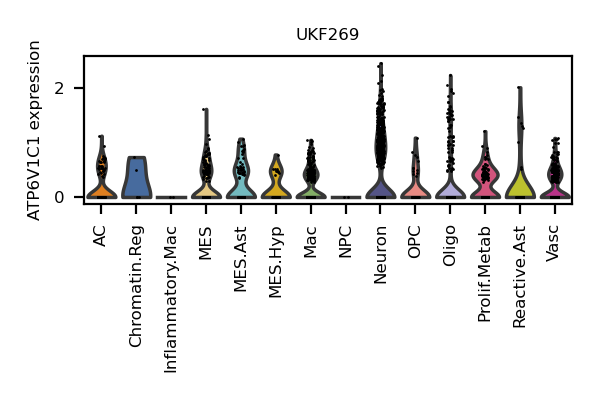 UKF269
ATP6V1C1 expression
2
0
AC
Chromatin.Reg
Inflammatory.Mac
MES
MES.Ast
MES.Hyp
Mac
NPC
Neuron
OPC
Oligo
Prolif.Metab
Reactive.Ast
Vasc